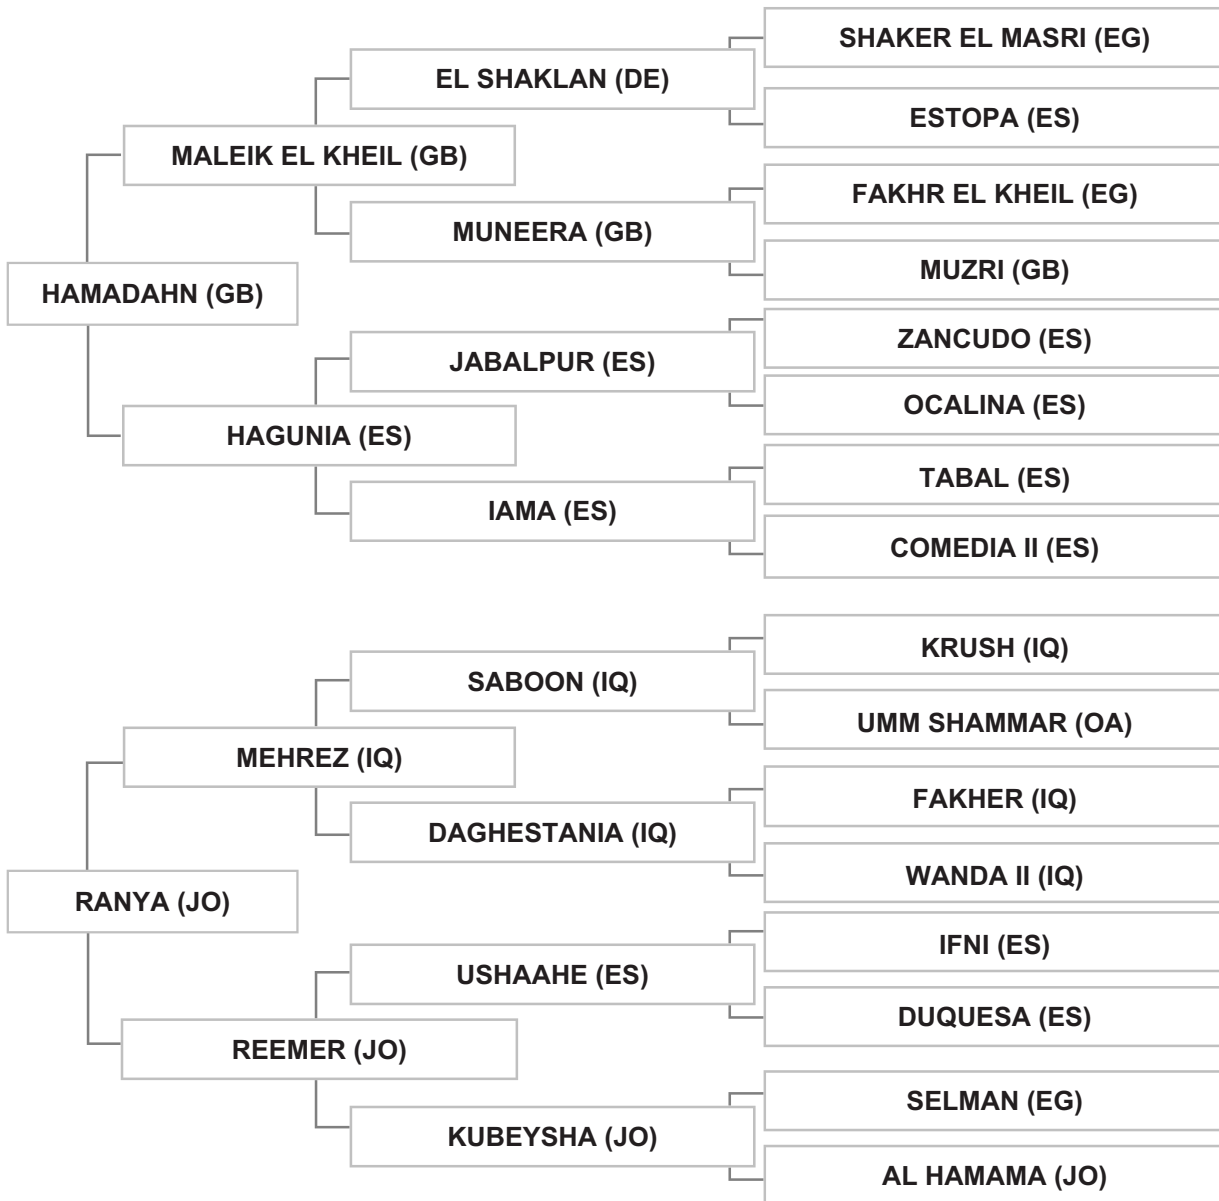 SHAKER EL MASRI (EG)
EL SHAKLAN (DE)
ESTOPA (ES)
MALEIK EL KHEIL (GB)
FAKHR EL KHEIL (EG)
MUNEERA (GB)
MUZRI (GB)
HAMADAHN (GB)
ZANCUDO (ES)
JABALPUR (ES)
OCALINA (ES)
HAGUNIA (ES)
TABAL (ES)
IAMA (ES)
COMEDIA II (ES)
KRUSH (IQ)
SABOON (IQ)
UMM SHAMMAR (OA)
MEHREZ (IQ)
FAKHER (IQ)
DAGHESTANIA (IQ)
WANDA II (IQ)
RANYA (JO)
IFNI (ES)
USHAAHE (ES)
DUQUESA (ES)
REEMER (JO)
SELMAN (EG)
KUBEYSHA (JO)
AL HAMAMA (JO)